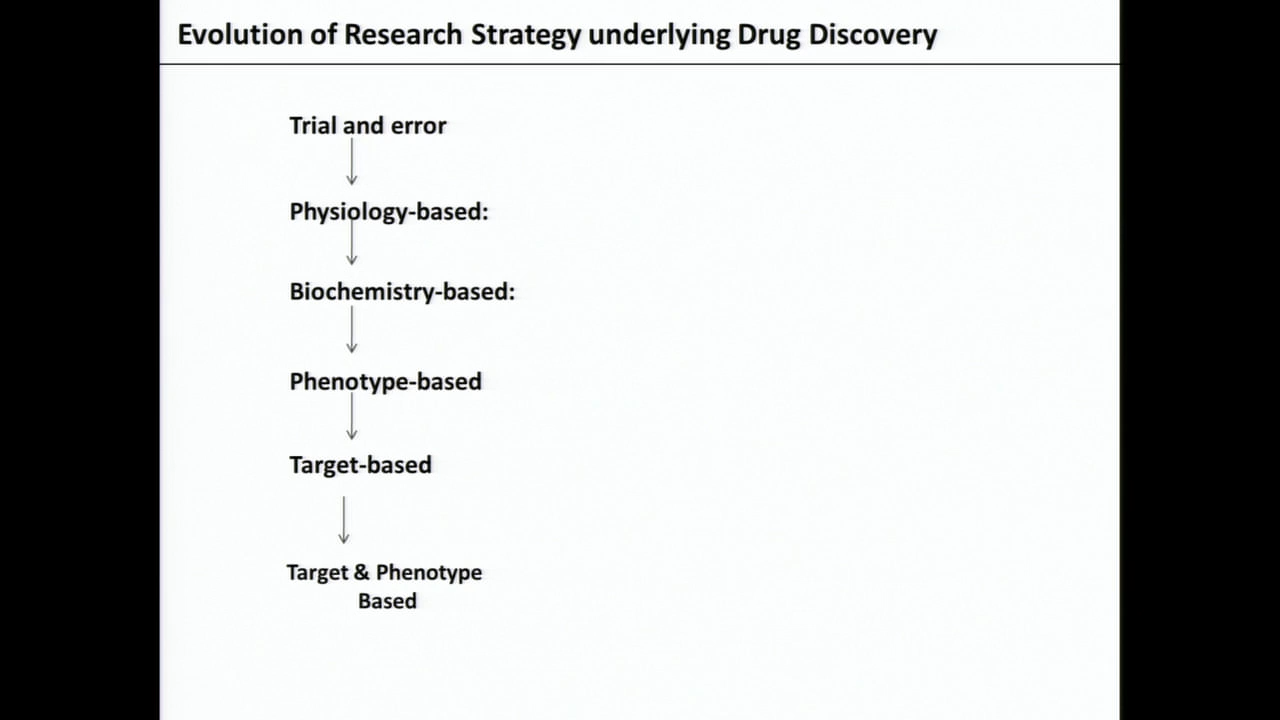 Evolution of Research Strategy underlying Drug Discovery
Trial and error
Physiology-based:
Biochemistry-based:
Phenotype-based
Target-based
Target & Phenotype
Based